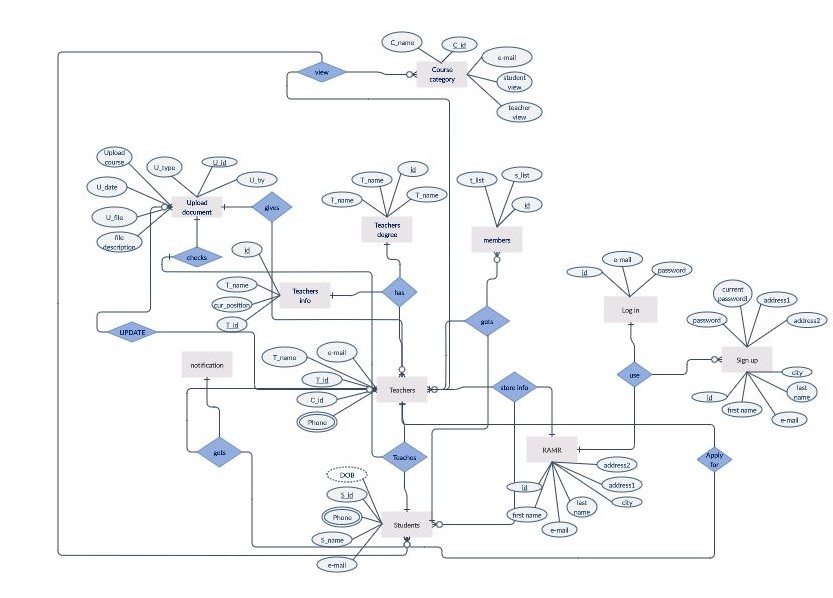 C_name
C_id
e-mail
view
Course
category
student
view
teacher
view
Upload
course
U_type
U_id
U_by
U_date
U_file
file
description
Upload
document
gives
checks
T_name
id
T_name
T_name
Teachers
degree
t_list
s_list
id
members
id
T_name
cur_position
T_id
Teachers
info
has
gets
UPDATE
e-mail
id
password
Log in
current
passwordl
address1
password
address2
Sign up
use
city
last
name
id
first name
e-mail
notification
T_name
e-mail
T_id
C_id
Phone
Teachers
store info
gets
Teaches
RAMR
address2
address1
city
id
first name
last
name
e-mail
Apply
for
DOB
S_id
Phone
S_name
e-mail
Students